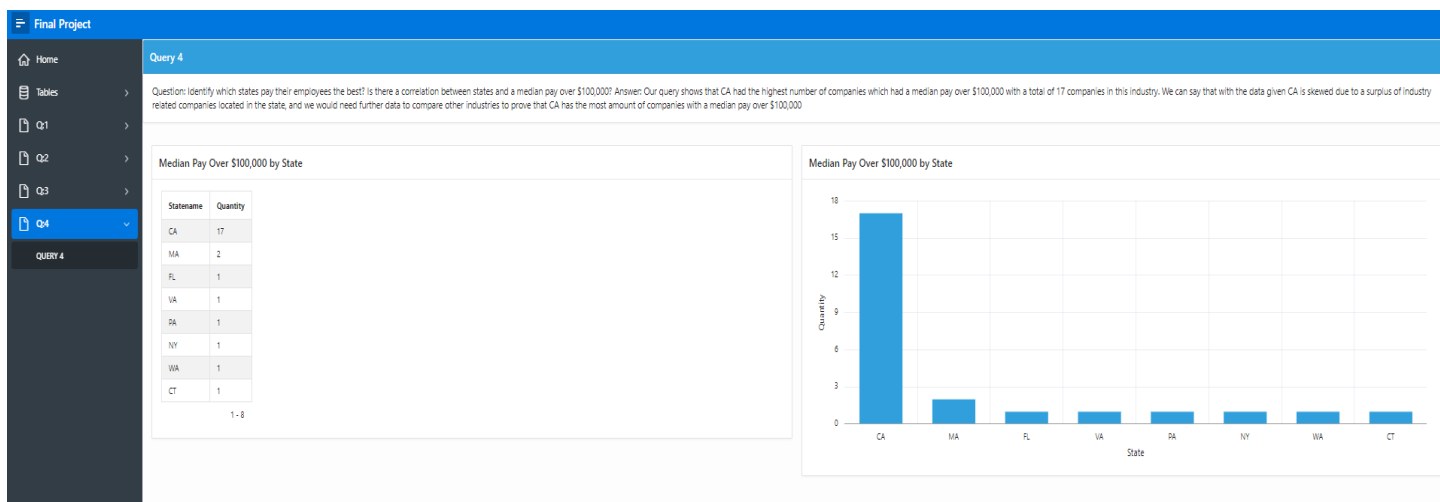 Final Project
Home
Tables
Q:1
Q:2
Q:3
Q:4
QUERY 4
Query 4
Question: Identify which states pay their employees the best? Is there a correlation between states and a median pay over $100,000? Answer: Our query shows that CA had the highest number of companies which had a median pay over $100,000 with a total of 17 companies in this industry. We can say that with the data given CA is skewed due to a surplus of industry
related companies located in the state, and we would need further data to compare other industries to prove that CA has the most amount of companies with a median pay over $100,000
Median Pay Over $100,000 by State
Statename Quantity
CA 17
MA 2
FL 1
VA 1
PA 1
NY 1
WA 1
CT 1
1 - 8
Median Pay Over $100,000 by State
18
15
12
9
6
3
0
Quantity
CA MA FL VA PA NY WA CT
State